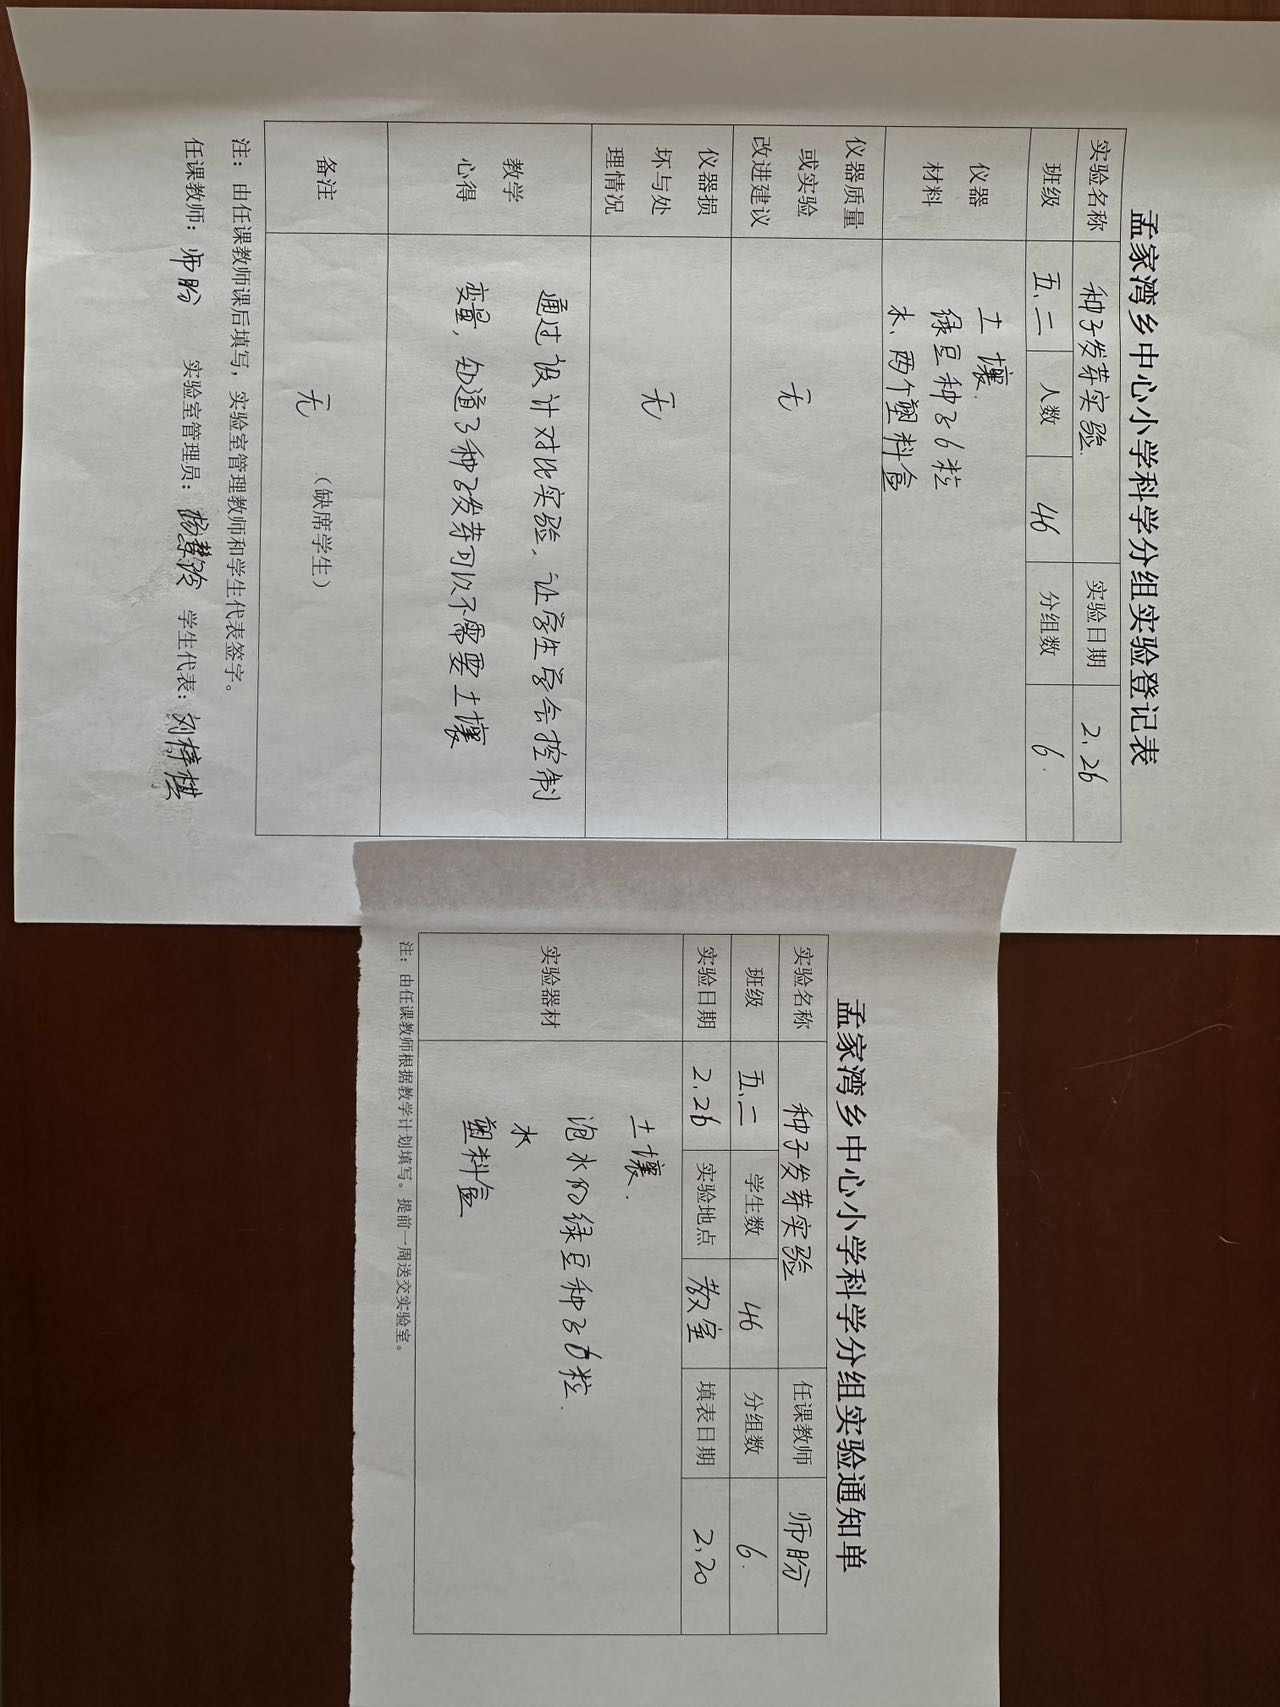 孟家湾乡中心小学科学分组实验登记表
实验名称 种子发芽实验 实验日期 2.26
班级 五、二 人数 46 分组数 6.
仪器
材料
土壤.
绿豆种子6粒
水、两个塑料盒
仪器质量
或实验
改进建议
无
仪器损
坏与处
理情况
无
教学
心得
通过设计对比实验，让学生学会控制
变量，知道了种子发芽可以不需要土壤
备注
无 （缺席学生）
注：由任课教师课后填写，实验室管理教师和学生代表签字。
任课教师：师盼 实验室管理员：杨慧 学生代表：刘梓棋
孟家湾乡中心小学科学分组实验通知单
实验名称 种子发芽实验 任课教师 师盼
班级 五、二 学生数 46 分组数 6.
实验日期 2.26 实验地点 教室 填表日期 2.20
实验器材
土壤.
泡水的绿豆种子6粒.
水
塑料盒
注：由任课教师根据教学计划填写。提前一周送交实验室。